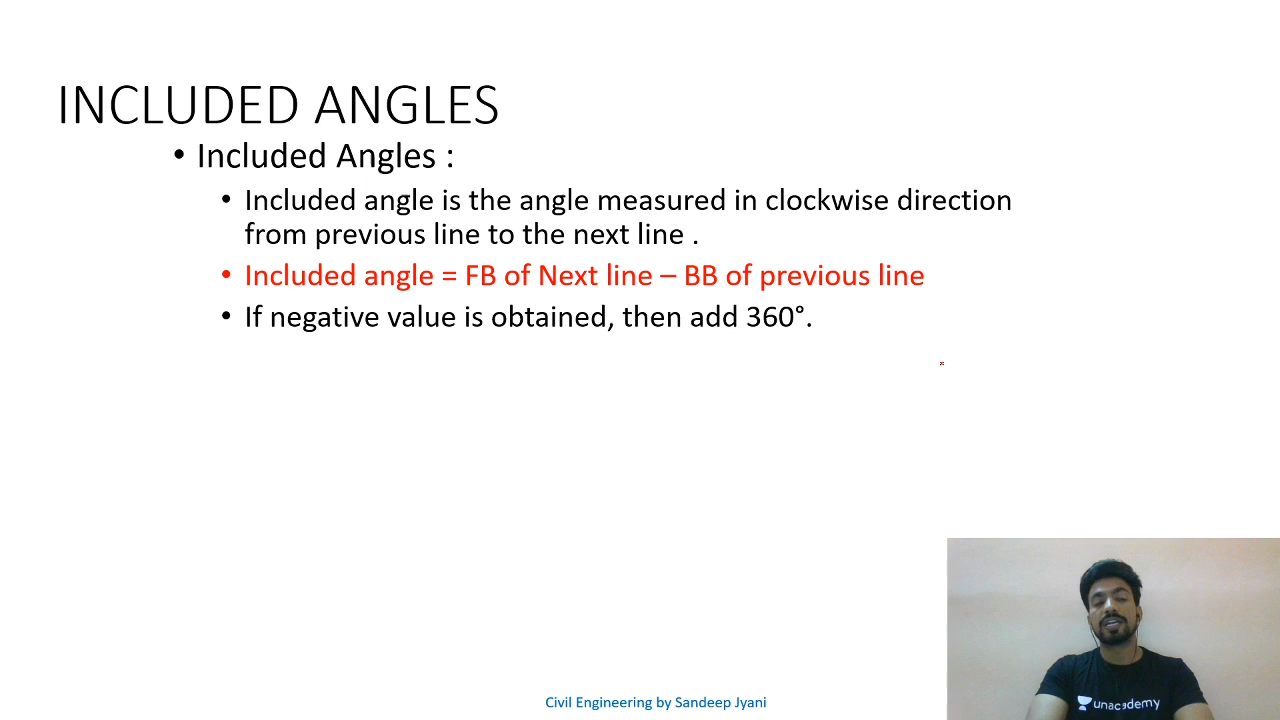 INCLUDED ANGLES
• Included Angles :
• Included angle is the angle measured in clockwise direction
from previous line to the next line .
• Included angle = FB of Next line – BB of previous line
• If negative value is obtained, then add 360°.
unacademy
Civil Engineering by Sandeep Jyani